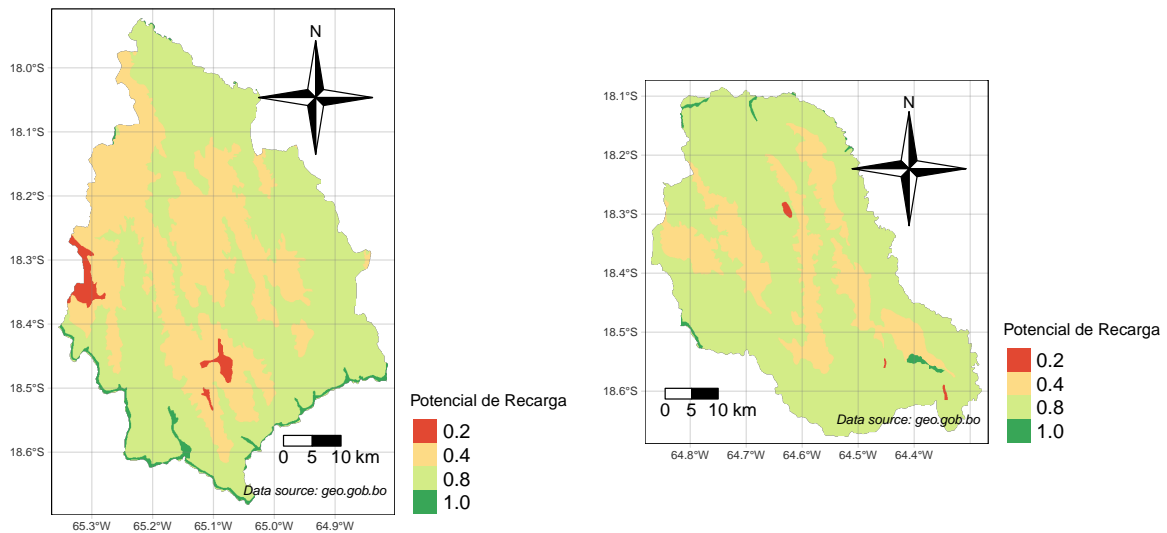 N
18.0°S
18.1°S
18.2°S
18.3°S
18.4°S
18.5°S
18.6°S
65.3°W 65.2°W 65.1°W 65.0°W 64.9°W
0 5 10 km
Data source: geo.gob.bo
Potencial de Recarga
0.2
0.4
0.8
1.0
N
18.1°S
18.2°S
18.3°S
18.4°S
18.5°S
18.6°S
64.8°W 64.7°W 64.6°W 64.5°W 64.4°W
0 5 10 km
Data source: geo.gob.bo
Potencial de Recarga
0.2
0.4
0.8
1.0